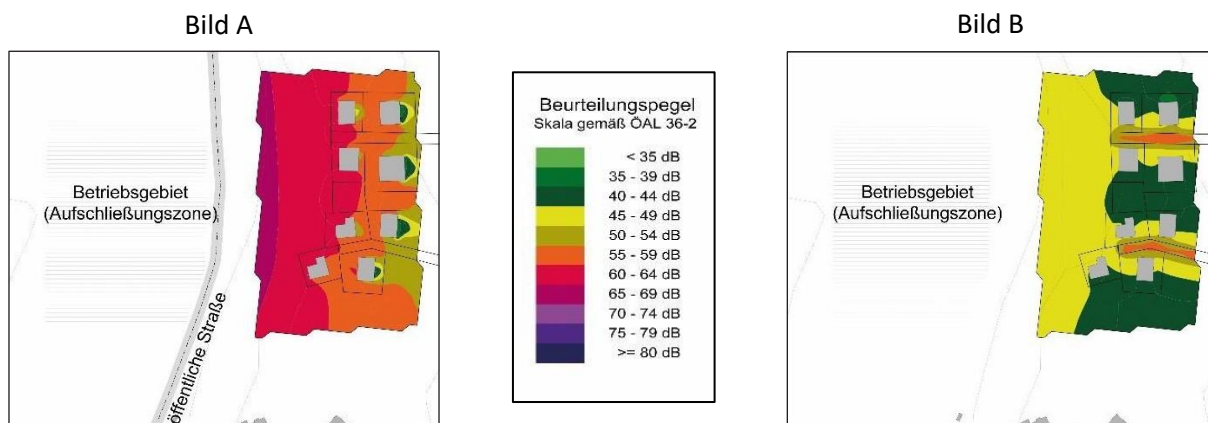 Bild A
Betriebsgebiet
(Aufschließungszone)
öffentliche Straße
Beurteilungspegel
Skala gemäß ÖAL 36-2
< 35 dB
35 - 39 dB
40 - 44 dB
45 - 49 dB
50 - 54 dB
55 - 59 dB
60 - 64 dB
65 - 69 dB
70 - 74 dB
75 - 79 dB
>= 80 dB
Bild B
Betriebsgebiet
(Aufschließungszone)